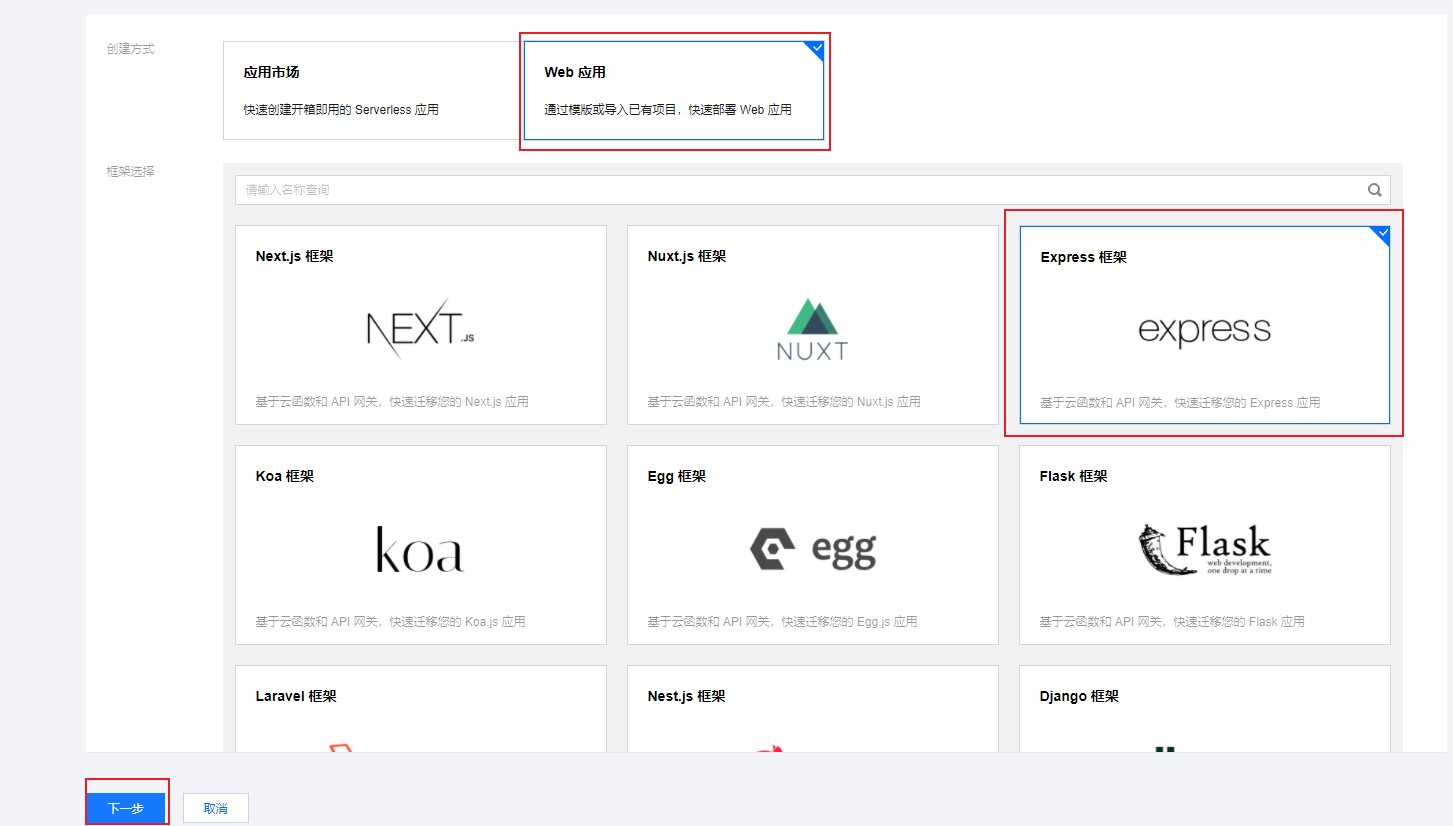 创建方式
应用市场
快速创建开箱即用的 Serverless 应用
Web 应用
通过模版或导入已有项目，快速部署 Web 应用
框架选择
请输入名称查询
Next.js 框架
NEXT.JS
基于云函数和 API 网关，快速迁移您的 Next.js 应用
Nuxt.js 框架
NUXT
基于云函数和 API 网关，快速迁移您的 Nuxt.js 应用
Express 框架
express
基于云函数和 API 网关，快速迁移您的 Express 应用
Koa 框架
koa
基于云函数和 API 网关，快速迁移您的 Koa.js 应用
Egg 框架
egg
基于云函数和 API 网关，快速迁移您的 Egg.js 应用
Flask 框架
Flask
web development,
one drop at a time
基于云函数和 API 网关，快速迁移您的 Flask 应用
Laravel 框架
Nest.js 框架
Django 框架
下一步
取消